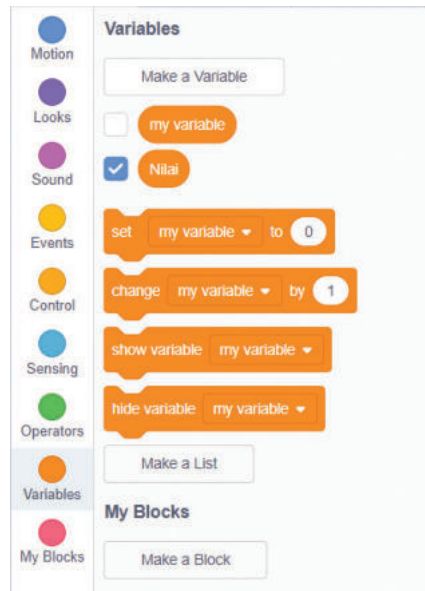 Motion
Looks
Sound
Events
Control
Sensing
Operators
Variables
My Blocks
Variables
Make a Variable
my variable
Nilai
set my variable to 0
change my variable by 1
show variable my variable
hide variable my variable
Make a List
My Blocks
Make a Block